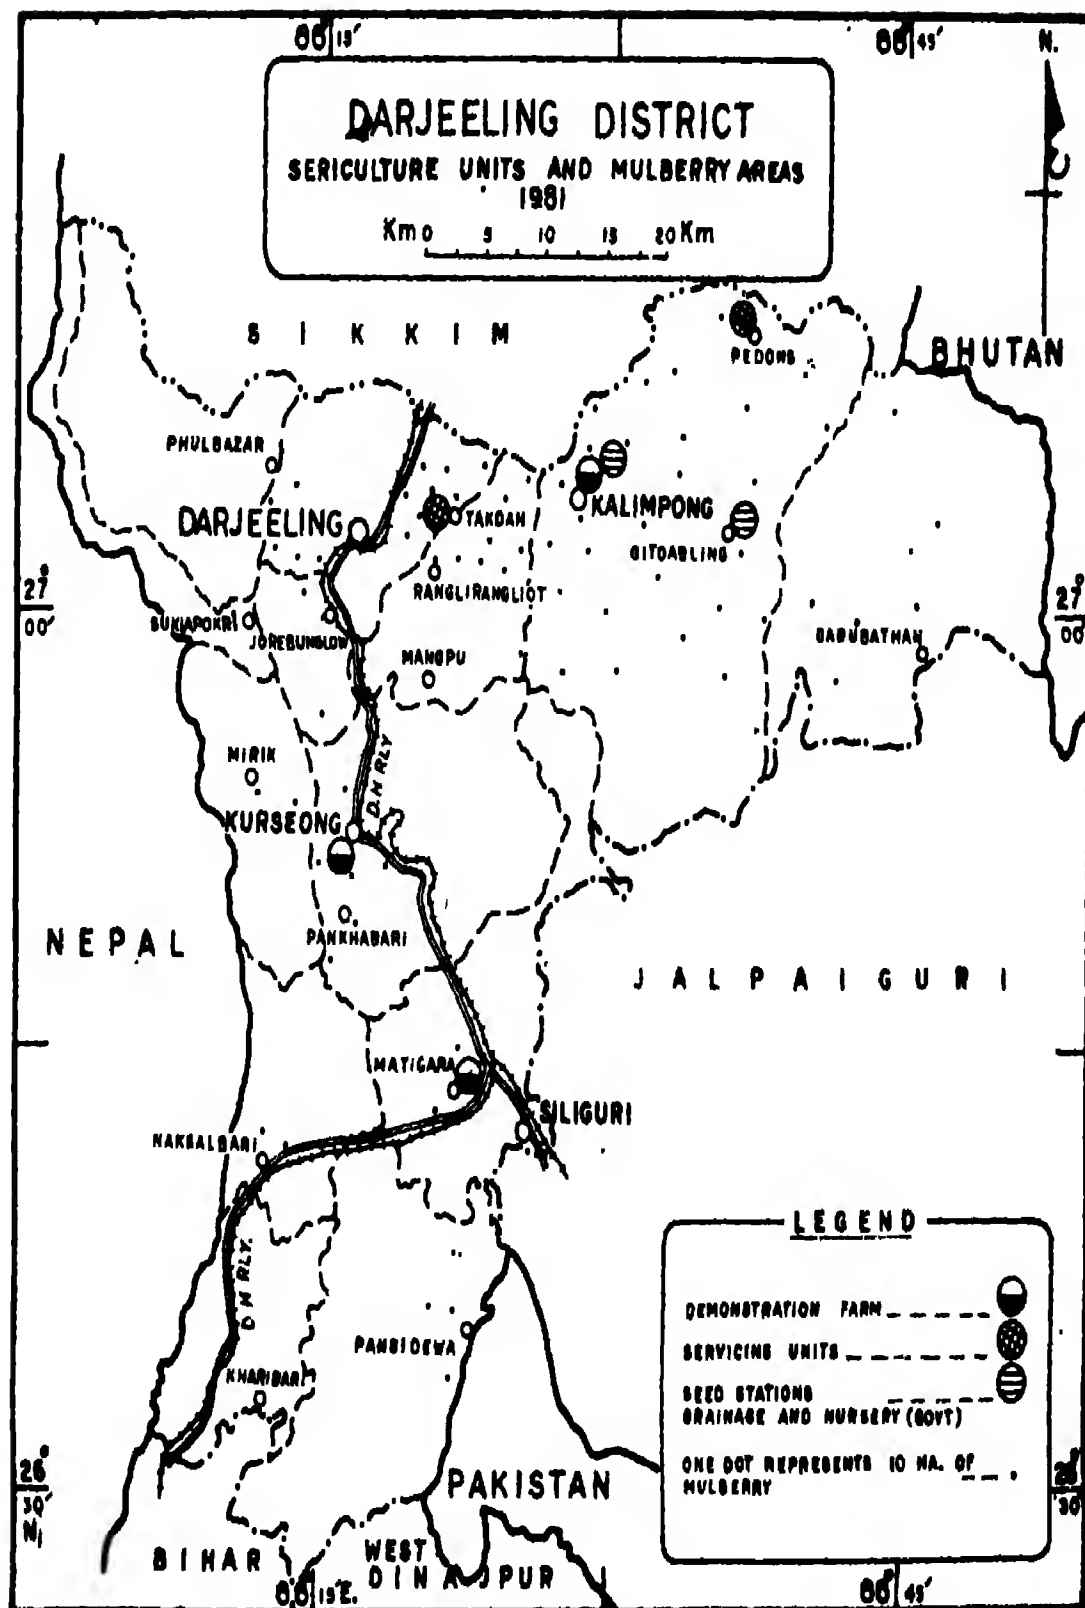 88°15'
88°45'
N.
DARJEELING DISTRICT
SERICULTURE UNITS AND MULBERRY AREAS
1981
Km 0 5 10 15 20 Km
SIKKIM
BHUTAN
PEDONG
PHULBAZAR
DARJEELING
TAKDAH
KALIMPONG
GITDABLING
RANGLIRANGLIOT
27°
00'
27°
00'
SUKIAPOKRI
JOREBUNGLOW
MANGPU
GARUBATHAN
MIRIK
D.H RLY
KURSEONG
NEPAL
PANKHABARI
JALPAIGURI
MATIGARA
SILIGURI
NAKSALBARI
D H RLY.
PANSIDEWA
KHARIBARI
LEGEND
DEMONSTRATION FARM
SERVICING UNITS
SEED STATIONS
GRAINAGE AND NURSERY (GOVT)
ONE DOT REPRESENTS 10 HA. OF
MULBERRY
26°
30'
N
26°
30'
PAKISTAN
BIHAR
WEST
DINAJPUR
88°15'E.
88°45'